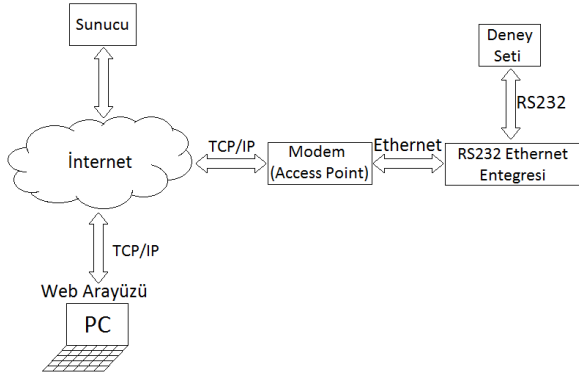 Sunucu
Deney
Seti
RS232
İnternet
TCP/IP
Modem
(Access Point)
Ethernet
RS232 Ethernet
Entegresi
TCP/IP
Web Arayüzü
PC